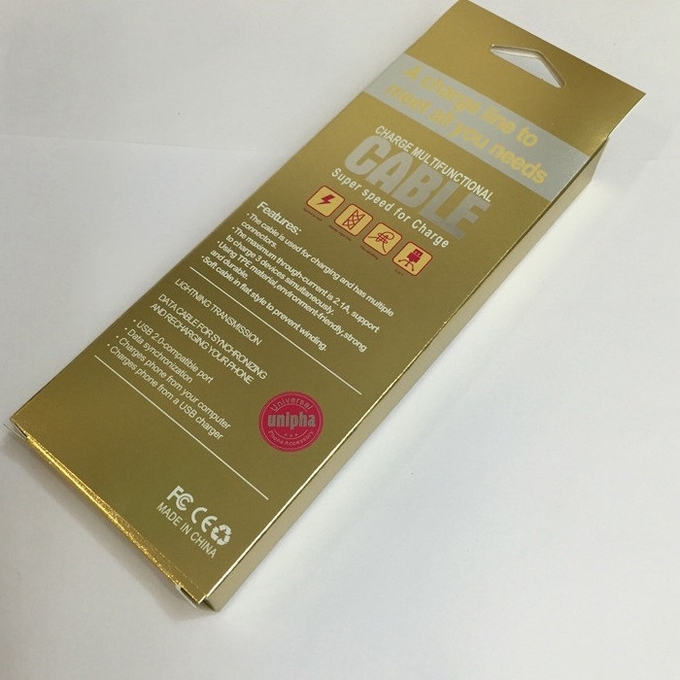 A charge line to
meet all you needs
CHARGE MULTIFUNCTIONAL
CABLE
Super speed for Charge
Features:
·The cable is used for charging and has multiple
connectors.
·The maximum through-current is 2.1A, support
to charge 3 devices simultaneously.
·Using TPE material,environment-friendly,strong
and durable.
·Soft cable in flat style to prevent winding.
LIGHTNING TRANSMISSION
DATA CABLE FOR SYNCHRONIZING
AND RECHARGING YOUR PHONE
· USB 2.0-compatible port
· Data synchronization
· Charges phone from your computer
· Charges phone from a USB charger
Universal
unipha
Phone Accessory
FC CE
MADE IN CHINA